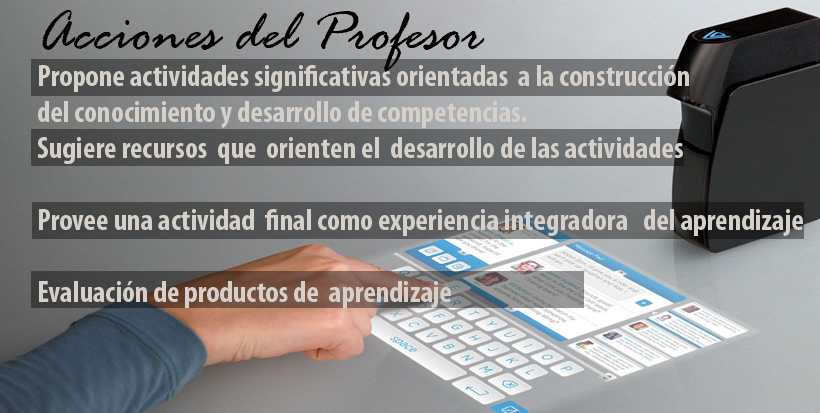 Acciones del Profesor
Propone actividades significativas orientadas a la construcción
del conocimiento y desarrollo de competencias.
Sugiere recursos que orienten el desarrollo de las actividades
Provee una actividad final como experiencia integradora del aprendizaje
Evaluación de productos de aprendizaje
R T Y U I O P
G H J K L
V B N M
space